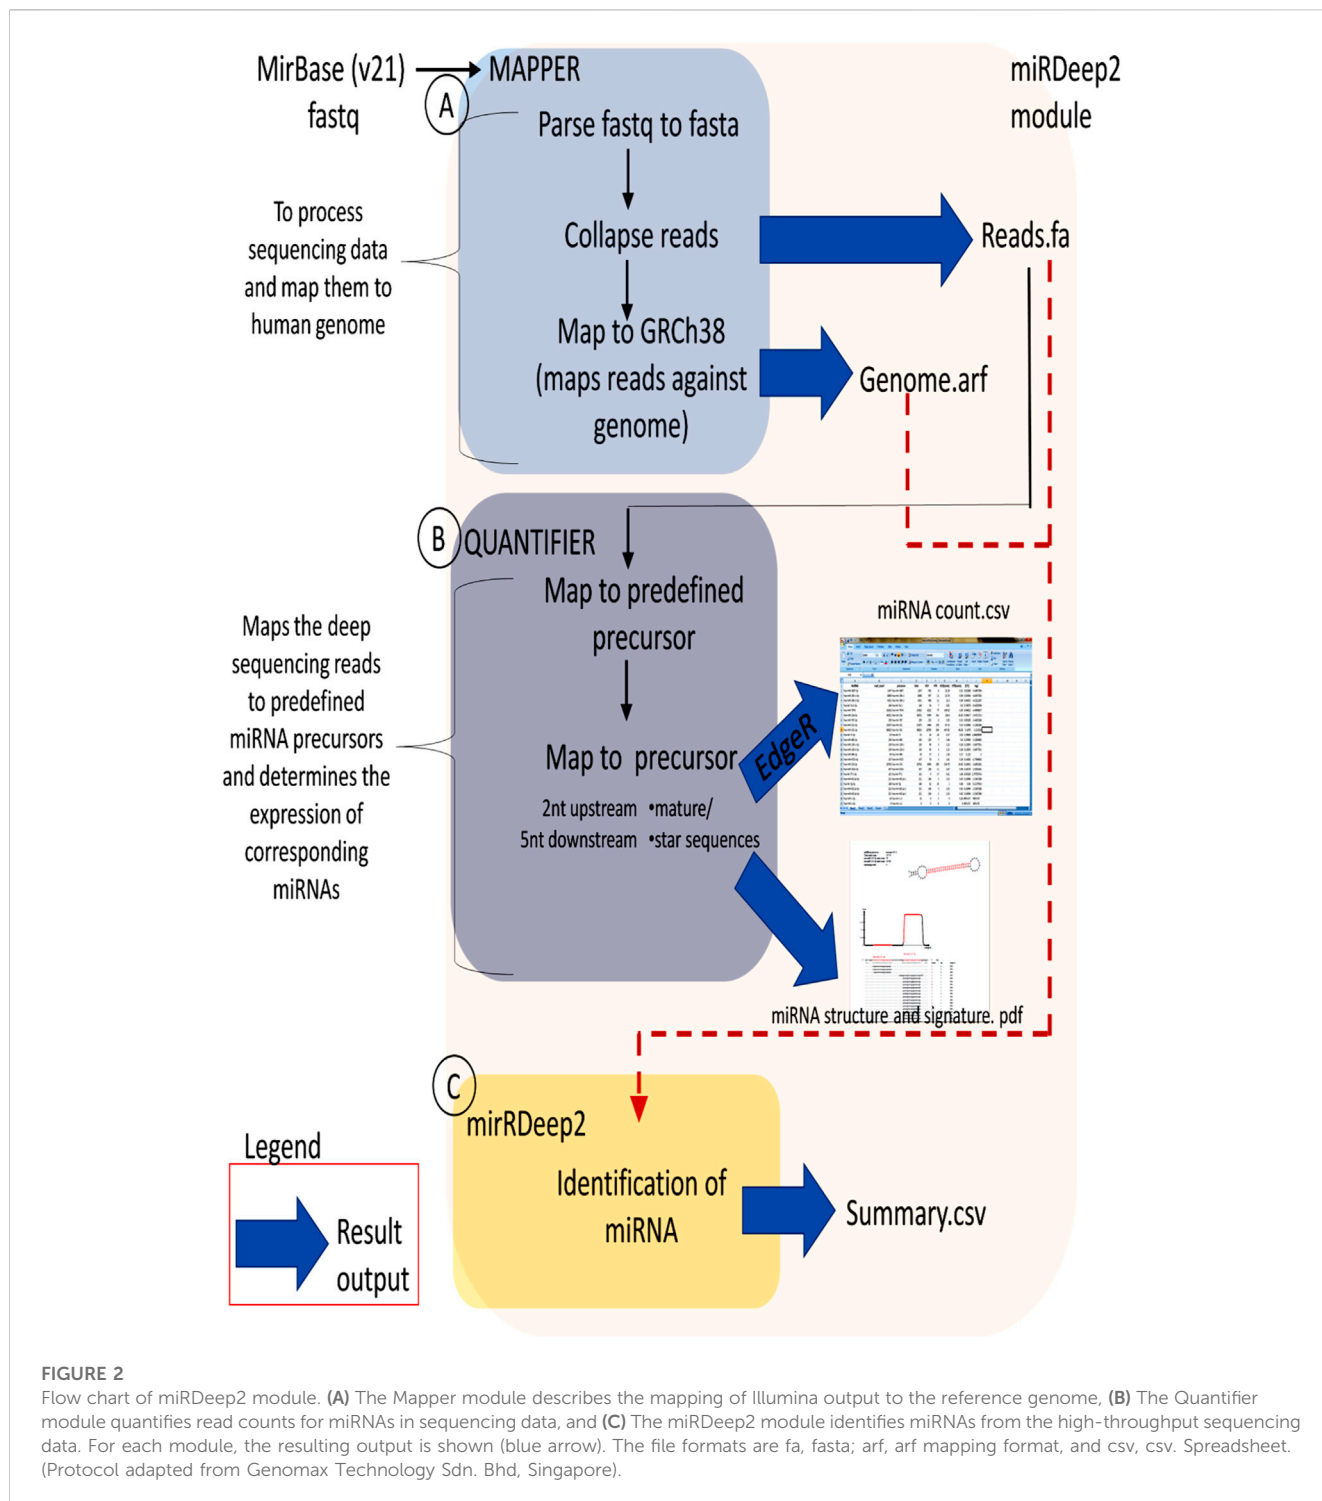 MirBase (v21)
fastq
A
MAPPER
miRDeep2
module
Parse fastq to fasta
To process
sequencing data
and map them to
human genome
Collapse reads
Reads.fa
Map to GRCh38
(maps reads against
genome)
Genome.arf
B
QUANTIFIER
Map to predefined
precursor
miRNA count.csv
Maps the deep
sequencing reads
to predefined
miRNA precursors
and determines the
expression of
corresponding
miRNAs
Map to precursor
2nt upstream •mature/
5nt downstream •star sequences
EdgeR
miRNA structure and signature. pdf
C
mirRDeep2
Identification of
miRNA
Summary.csv
Legend
Result
output
FIGURE 2
Flow chart of miRDeep2 module. (A) The Mapper module describes the mapping of Illumina output to the reference genome, (B) The Quantifier
module quantifies read counts for miRNAs in sequencing data, and (C) The miRDeep2 module identifies miRNAs from the high-throughput sequencing
data. For each module, the resulting output is shown (blue arrow). The file formats are fa, fasta; arf, arf mapping format, and csv, csv. Spreadsheet.
(Protocol adapted from Genomax Technology Sdn. Bhd, Singapore).